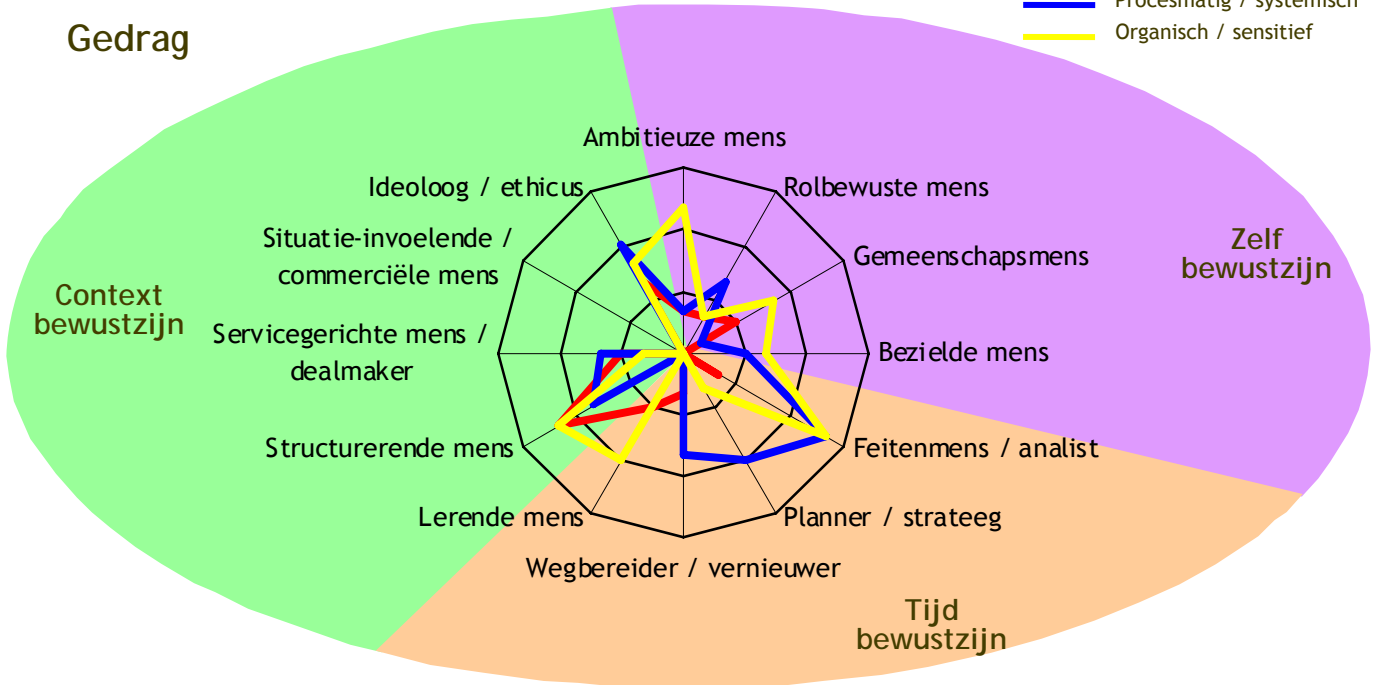 Procesmatig / systemisch
Gedrag
Organisch / sensitief
Ambitieuze mens
Ideoloog / ethicus
Rolbewuste mens
Situatie-invoelende /
commerciële mens
Gemeenschapsmens
Zelf
bewustzijn
Context
bewustzijn
Servicegerichte mens /
dealmaker
Bezielde mens
Structurerende mens
Feitenmens / analist
Lerende mens
Planner / strateeg
Wegbereider / vernieuwer
Tijd
bewustzijn